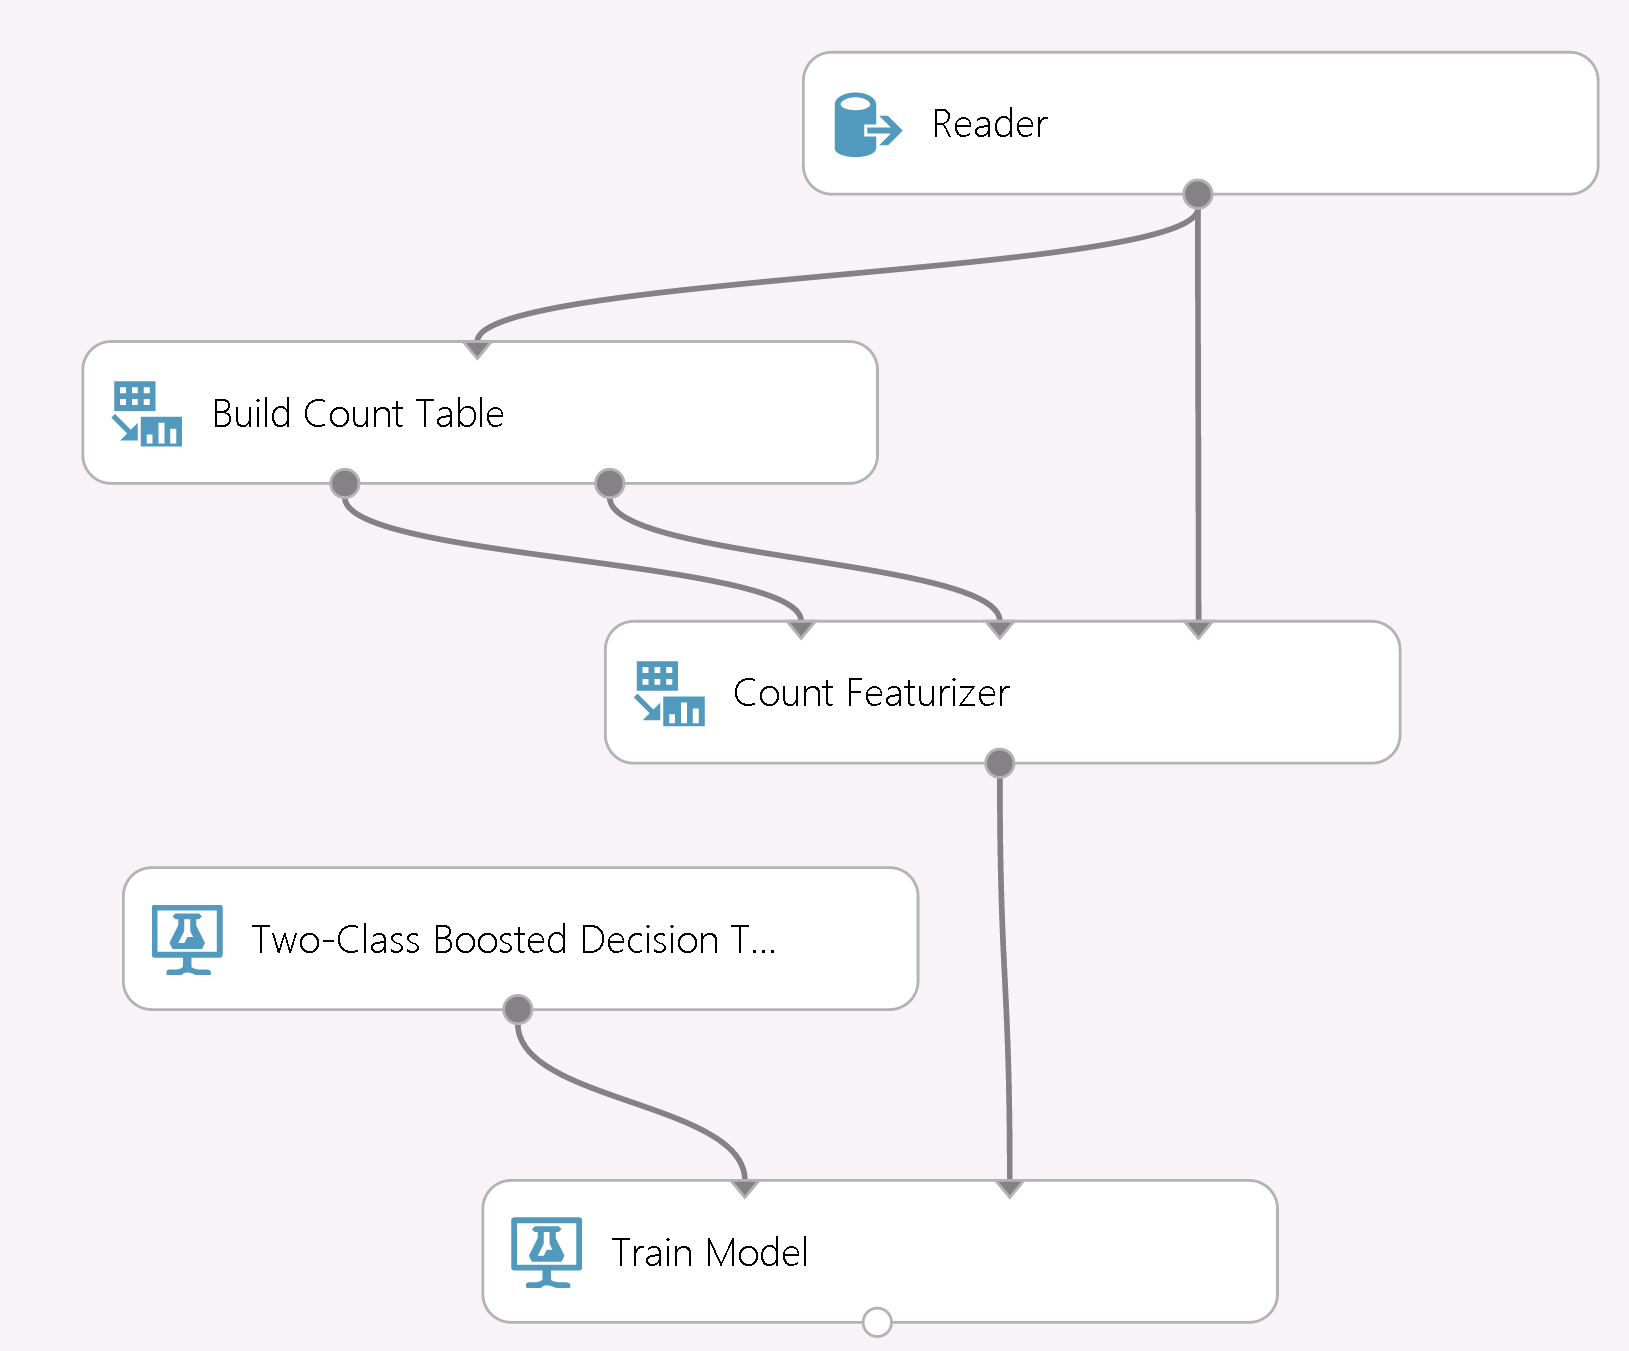 Reader
Build Count Table
Count Featurizer
Two-Class Boosted Decision T...
Train Model